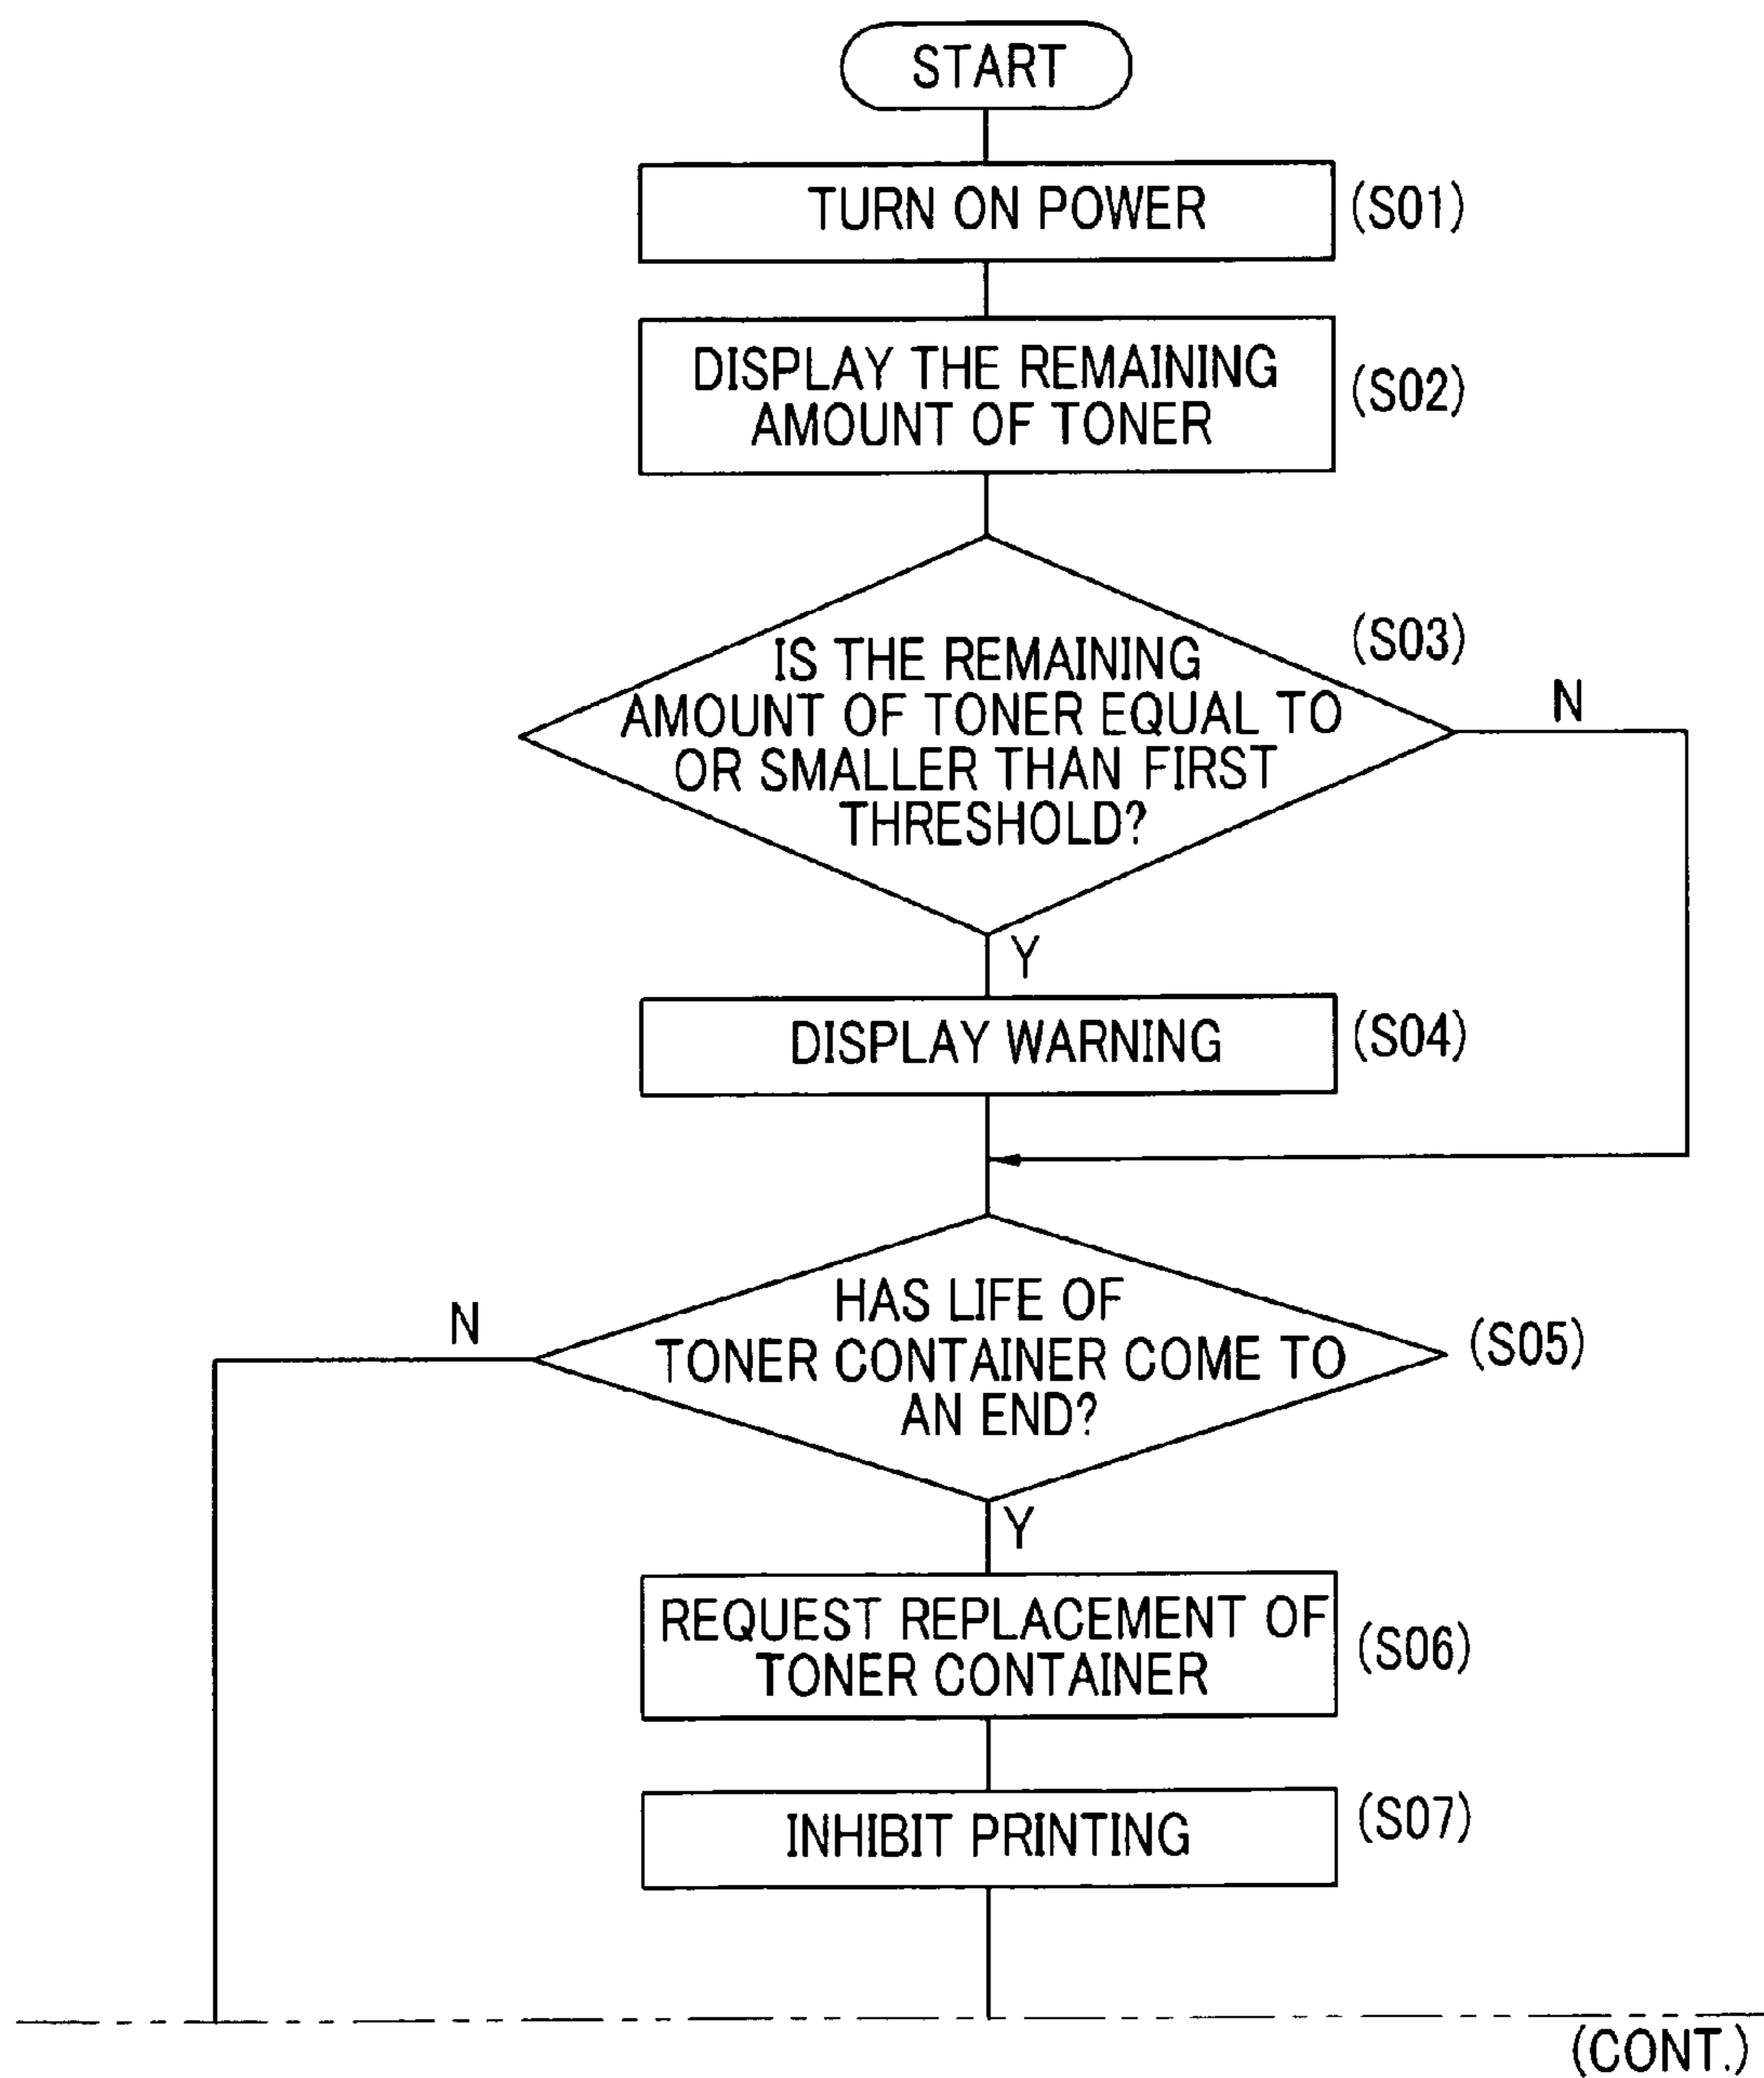 START
TURN ON POWER
(S01)
DISPLAY THE REMAINING
AMOUNT OF TONER
(S02)
IS THE REMAINING
AMOUNT OF TONER EQUAL TO
OR SMALLER THAN FIRST
THRESHOLD?
(S03)
N
Y
DISPLAY WARNING
(S04)
HAS LIFE OF
TONER CONTAINER COME TO
AN END?
(S05)
N
Y
REQUEST REPLACEMENT OF
TONER CONTAINER
(S06)
INHIBIT PRINTING
(S07)
(CONT.)